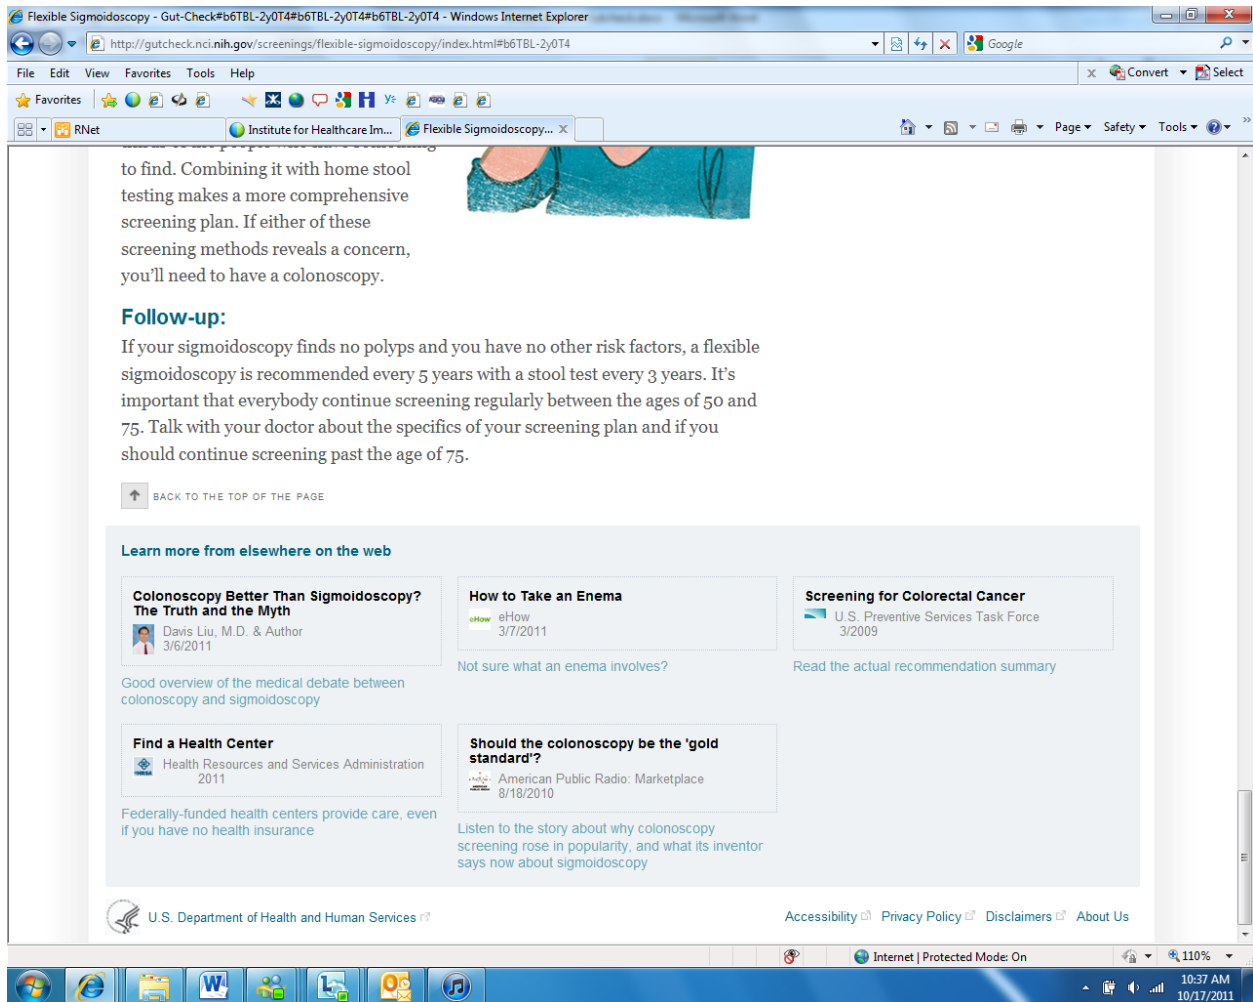 Flexible Sigmoidoscopy - Gut-Check#b6TBL-2y0T4#b6TBL-2y0T4#b6TBL-2y0T4 - Windows Internet Explorer
http://gutcheck.nci.nih.gov/screenings/flexible-sigmoidoscopy/index.html#b6TBL-2y0T4
Google
File Edit View Favorites Tools Help
x Convert Select
Favorites
RNet
Institute for Healthcare Im...
Flexible Sigmoidoscopy... X
Page Safety Tools
to find. Combining it with home stool
testing makes a more comprehensive
screening plan. If either of these
screening methods reveals a concern,
you'll need to have a colonoscopy.
Follow-up:
If your sigmoidoscopy finds no polyps and you have no other risk factors, a flexible
sigmoidoscopy is recommended every 5 years with a stool test every 3 years. It's
important that everybody continue screening regularly between the ages of 50 and
75. Talk with your doctor about the specifics of your screening plan and if you
should continue screening past the age of 75.
BACK TO THE TOP OF THE PAGE
Learn more from elsewhere on the web
Colonoscopy Better Than Sigmoidoscopy?
The Truth and the Myth
Davis Liu, M.D. & Author
3/6/2011
Good overview of the medical debate between
colonoscopy and sigmoidoscopy
How to Take an Enema
eHow
eHow
3/7/2011
Not sure what an enema involves?
Screening for Colorectal Cancer
U.S. Preventive Services Task Force
3/2009
Read the actual recommendation summary
Find a Health Center
Health Resources and Services Administration
2011
Federally-funded health centers provide care, even
if you have no health insurance
Should the colonoscopy be the 'gold
standard'?
American Public Radio: Marketplace
8/18/2010
Listen to the story about why colonoscopy
screening rose in popularity, and what its inventor
says now about sigmoidoscopy
U.S. Department of Health and Human Services
Accessibility Privacy Policy Disclaimers About Us
Internet | Protected Mode: On
110%
10:37 AM
10/17/2011